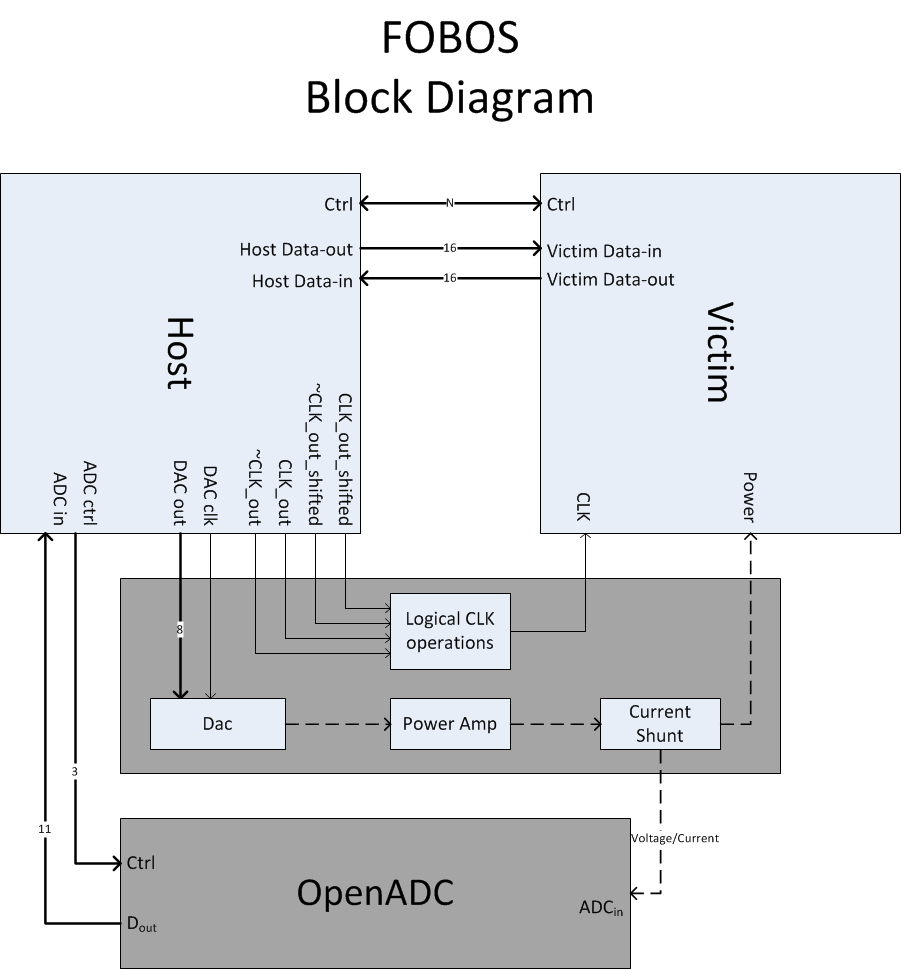 FOBOS
Block Diagram
Ctrl
N
Ctrl
Host Data-out
16
Victim Data-in
Host Data-in
16
Victim Data-out
Host
Victim
ADC in
ADC ctrl
DAC out
DAC clk
~CLK_out
CLK_out
~CLK_out_shifted
CLK_out_shifted
CLK
Power
8
Logical CLK
operations
Dac
Power Amp
Current
Shunt
3
11
Voltage/Current
Ctrl
OpenADC
ADCin
Dout